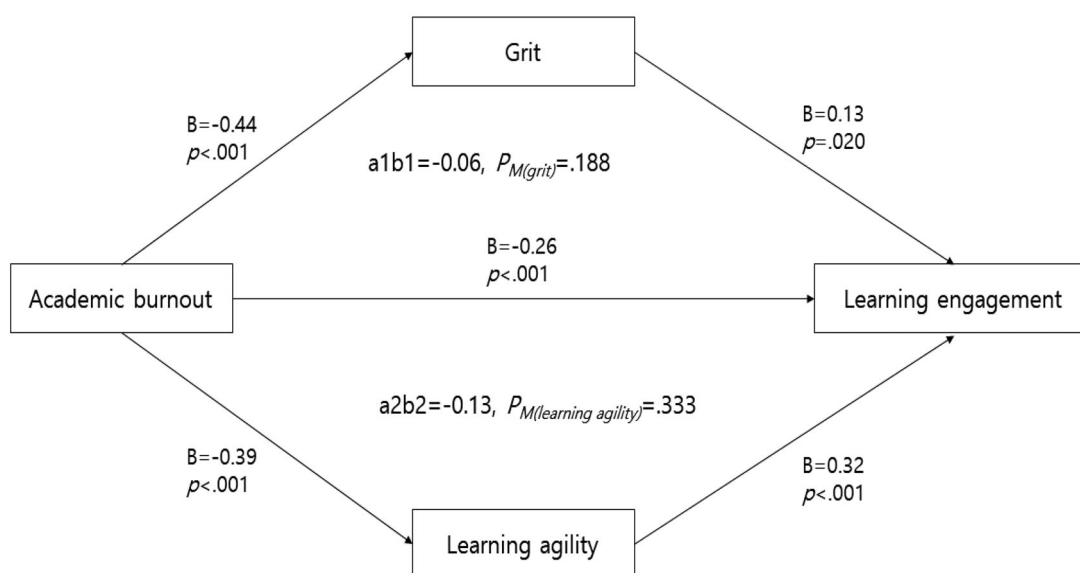 Grit
B=-0.44
p<.001
B=0.13
p=.020
a1b1=-0.06, PM(grit)=.188
B=-0.26
p<.001
Academic burnout
Learning engagement
a2b2=-0.13, PM(learning agility)=.333
B=-0.39
p<.001
B=0.32
p<.001
Learning agility